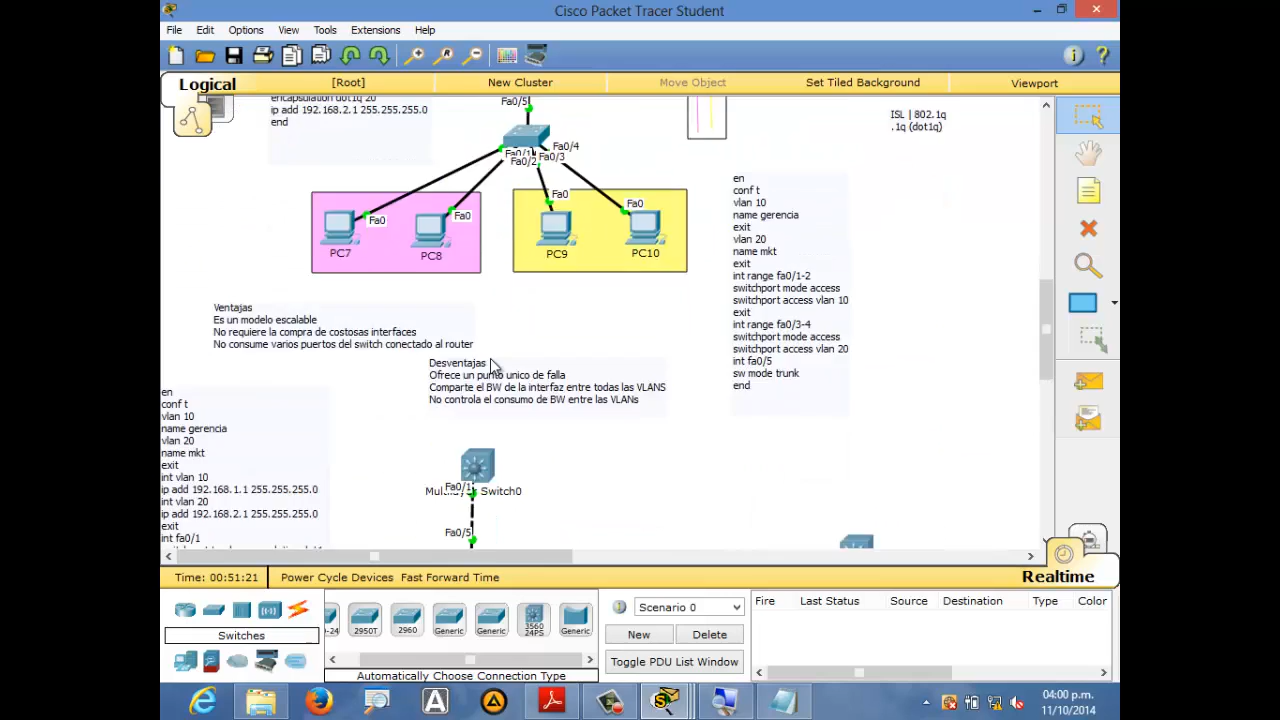 Cisco Packet Tracer Student
File Edit Options View Tools Extensions Help
Logical [Root] New Cluster Move Object Set Tiled Background Viewport
encapsulation dot1q 20
ip add 192.168.2.1 255.255.255.0
end
Fa0/5
Fa0/1
Fa0/2
Fa0/3
Fa0/4
ISL | 802.1q
.1q (dot1q)
Fa0
Fa0
Fa0
Fa0
PC7
PC8
PC9
PC10
en
conf t
vlan 10
name gerencia
exit
vlan 20
name mkt
exit
int range fa0/1-2
switchport mode access
switchport access vlan 10
exit
int range fa0/3-4
switchport mode access
switchport access vlan 20
int fa0/5
sw mode trunk
end
Ventajas
Es un modelo escalable
No requiere la compra de costosas interfaces
No consume varios puertos del switch conectado al router
Desventajas
Ofrece un punto unico de falla
Comparte el BW de la interfaz entre todas las VLANS
No controla el consumo de BW entre las VLANs
en
conf t
vlan 10
name gerencia
vlan 20
name mkt
exit
int vlan 10
ip add 192.168.1.1 255.255.255.0
int vlan 20
ip add 192.168.2.1 255.255.255.0
exit
int fa0/1
Fa0/1
Switch0
Fa0/5
Time: 00:51:21 Power Cycle Devices Fast Forward Time
Realtime
Switches
2950T
2960
Generic
Generic
3560
24PS
Generic
Automatically Choose Connection Type
Scenario 0
New Delete
Toggle PDU List Window
Fire Last Status Source Destination Type Color
04:00 p.m.
11/10/2014